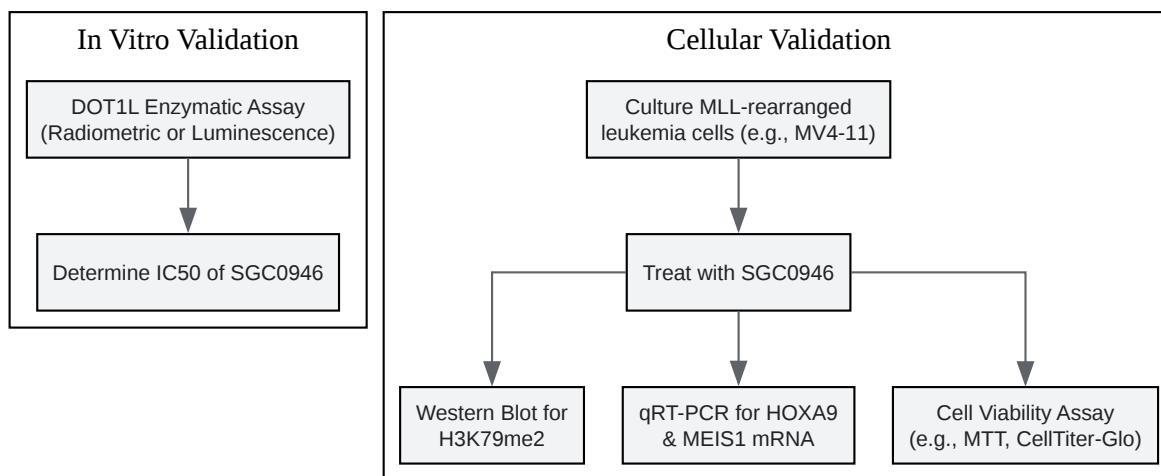 In Vitro Validation
DOT1L Enzymatic Assay
(Radiometric or Luminescence)
Determine IC50 of SGC0946
Cellular Validation
Culture MLL-rearranged
leukemia cells (e.g., MV4-11)
Treat with SGC0946
Western Blot for
H3K79me2
qRT-PCR for HOXA9
& MEIS1 mRNA
Cell Viability Assay
(e.g., MTT, CellTiter-Glo)